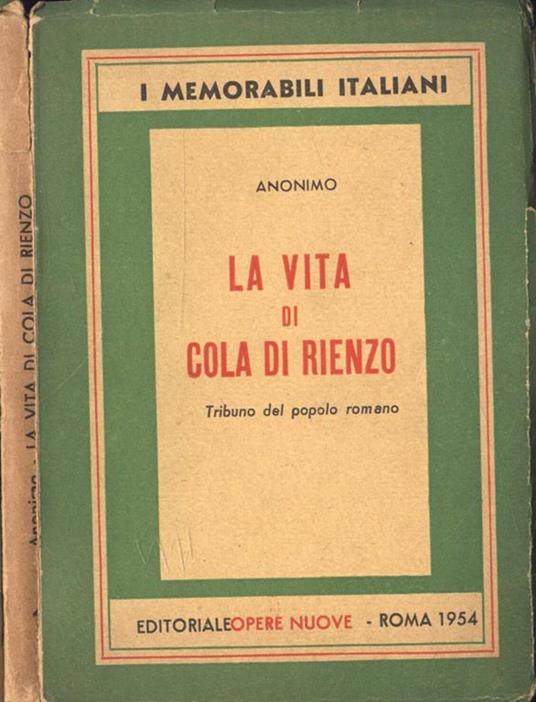 I MEMORABILI ITALIANI
ANONIMO
LA VITA
DI
COLA DI RIENZO
Tribuno del popolo romano
EDITORIALE OPERE NUOVE - ROMA 1954
Anonimo - LA VITA DI COLA DI RIENZO